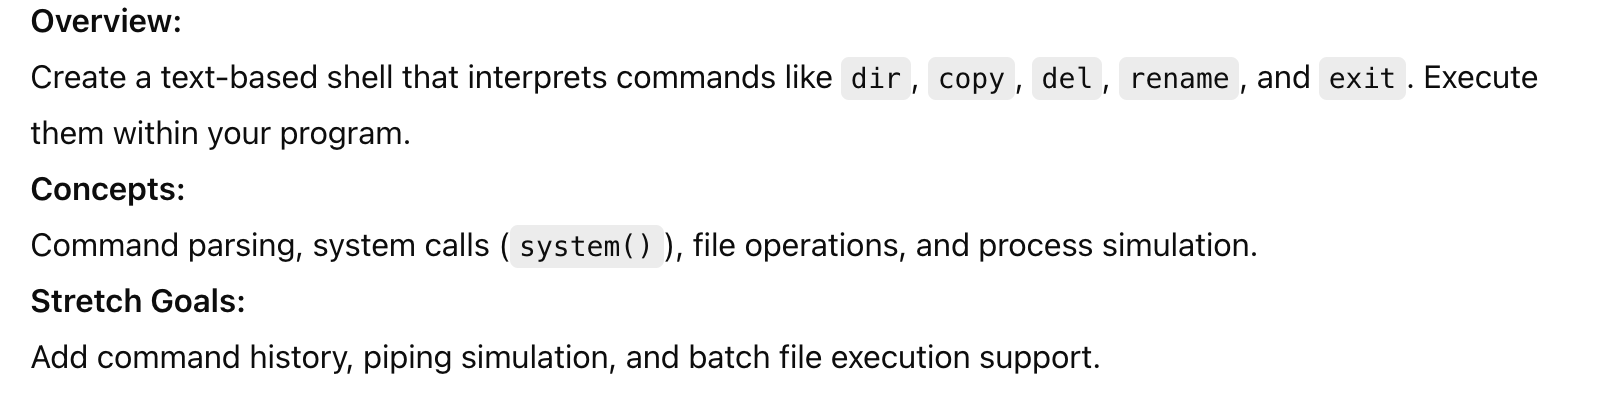 Overview:
Create a text-based shell that interprets commands like dir, copy, del, rename, and exit. Execute
them within your program.
Concepts:
Command parsing, system calls (system()), file operations, and process simulation.
Stretch Goals:
Add command history, piping simulation, and batch file execution support.